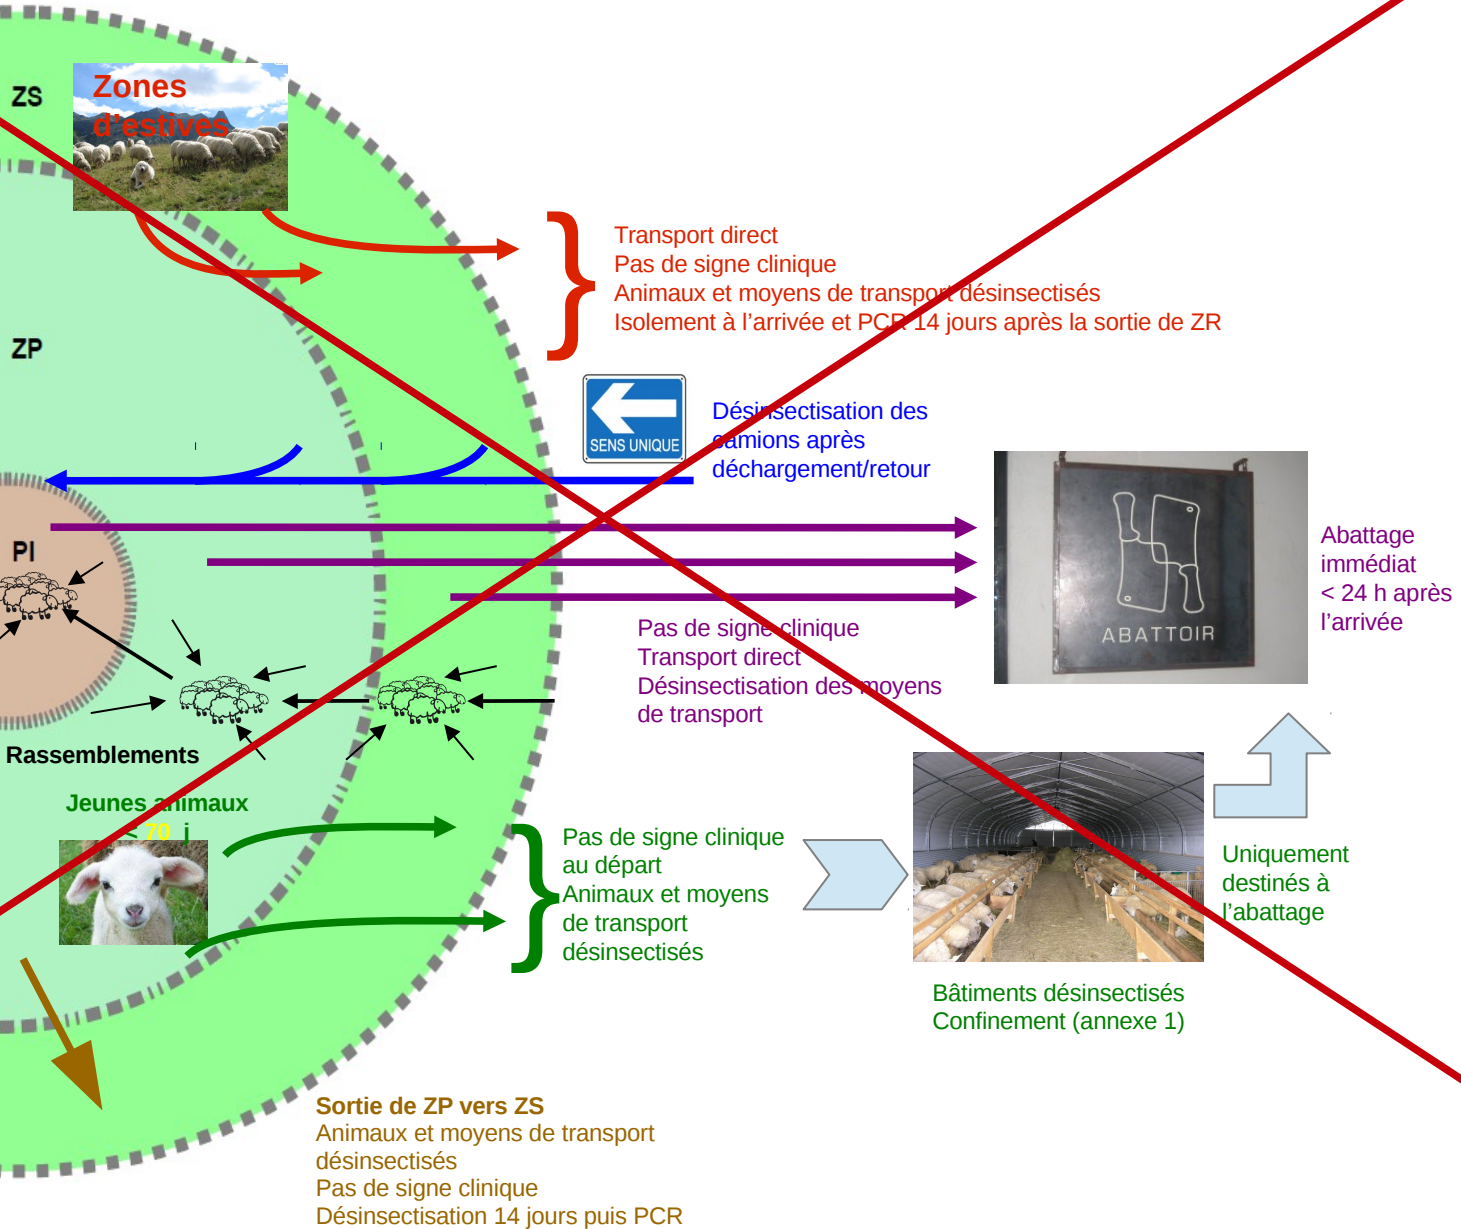 ZS
Zones
d'estives
Transport direct
Pas de signe clinique
Animaux et moyens de transport désinsectisés
Isolement à l'arrivée et PCR 14 jours après la sortie de ZR
ZP
SENS UNIQUE
Désinsectisation des
camions après
déchargement/retour
PI
ABATTOIR
Abattage
immédiat
< 24 h après
l'arrivée
Pas de signe clinique
Transport direct
Désinsectisation des moyens
de transport
Rassemblements
Jeunes animaux
< 70 j
Pas de signe clinique
au départ
Animaux et moyens
de transport
désinsectisés
Uniquement
destinés à
l'abattage
Bâtiments désinsectisés
Confinement (annexe 1)
Sortie de ZP vers ZS
Animaux et moyens de transport
désinsectisés
Pas de signe clinique
Désinsectisation 14 jours puis PCR